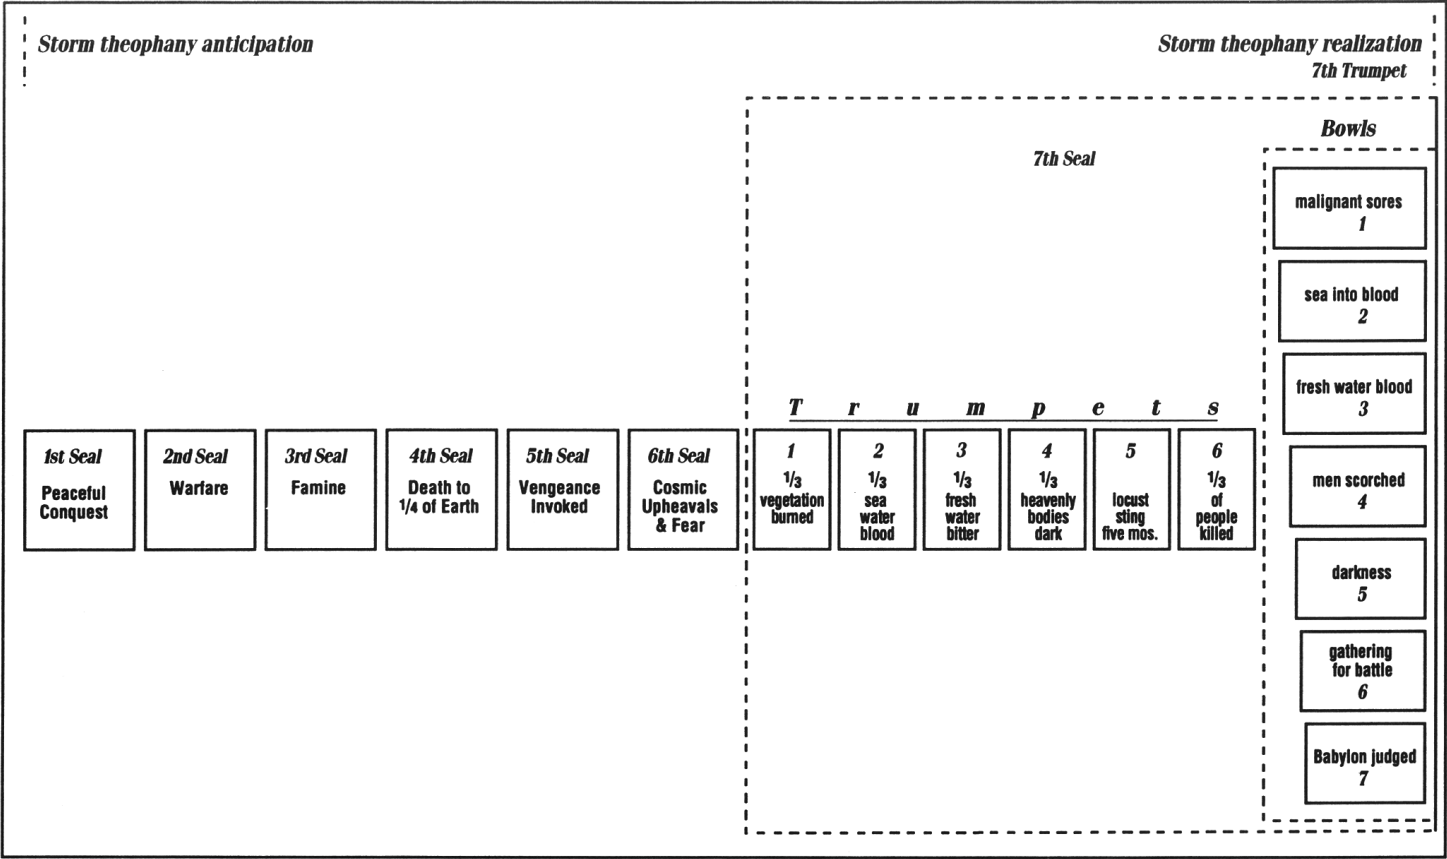 Storm theophany anticipation
Storm theophany realization
7th Trumpet
Bowls
7th Seal
malignant sores
1
sea into blood
2
fresh water blood
3
men scorched
4
darkness
5
gathering
for battle
6
Babylon judged
7
Trumpets
1st Seal
Peaceful
Conquest
2nd Seal
Warfare
3rd Seal
Famine
4th Seal
Death to
1/4 of Earth
5th Seal
Vengeance
Invoked
6th Seal
Cosmic
Upheavals
& Fear
1
1/3
vegetation
burned
2
1/3
sea
water
blood
3
1/3
fresh
water
bitter
4
1/3
heavenly
bodies
dark
5
locust
sting
five mos.
6
1/3
of
people
killed